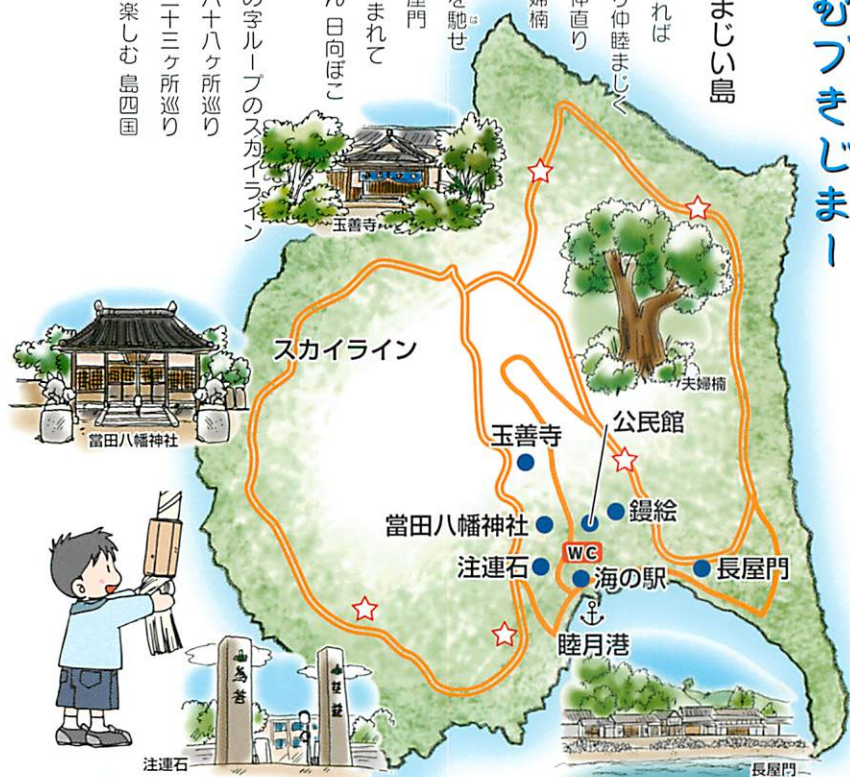 むつきじまー
まじい島
れば
り仲睦まじく
仲直り
婦楠
を馳せ
は
屋門
まれて
ん 日向ぼこ
の字ループのスカイライン
八十八ヶ所巡り
二十三ヶ所巡り
楽しむ 島四国
玉善寺
スカイライン
當田八幡神社
夫婦楠
公民館
玉善寺
鏝絵
當田八幡神社
WC
注連石
海の駅
長屋門
睦月港
注連石
長屋門